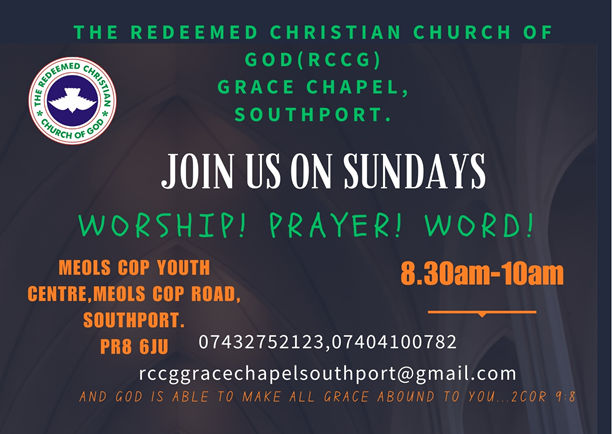 THE REDEEMED CHRISTIAN CHURCH OF
GOD(RCCG)
GRACE CHAPEL,
SOUTHPORT.
THE REDEEMED CHRISTIAN
CHURCH OF GOD
JOIN US ON SUNDAYS
WORSHIP! PRAYER! WORD!
MEOLS COP YOUTH
CENTRE,MEOLS COP ROAD,
SOUTHPORT.
PR8 6JU
8.30am-10am
07432752123,07404100782
rccggracechapelsouthport@gmail.com
AND GOD IS ABLE TO MAKE ALL GRACE ABOUND TO YOU...2COR 9:8